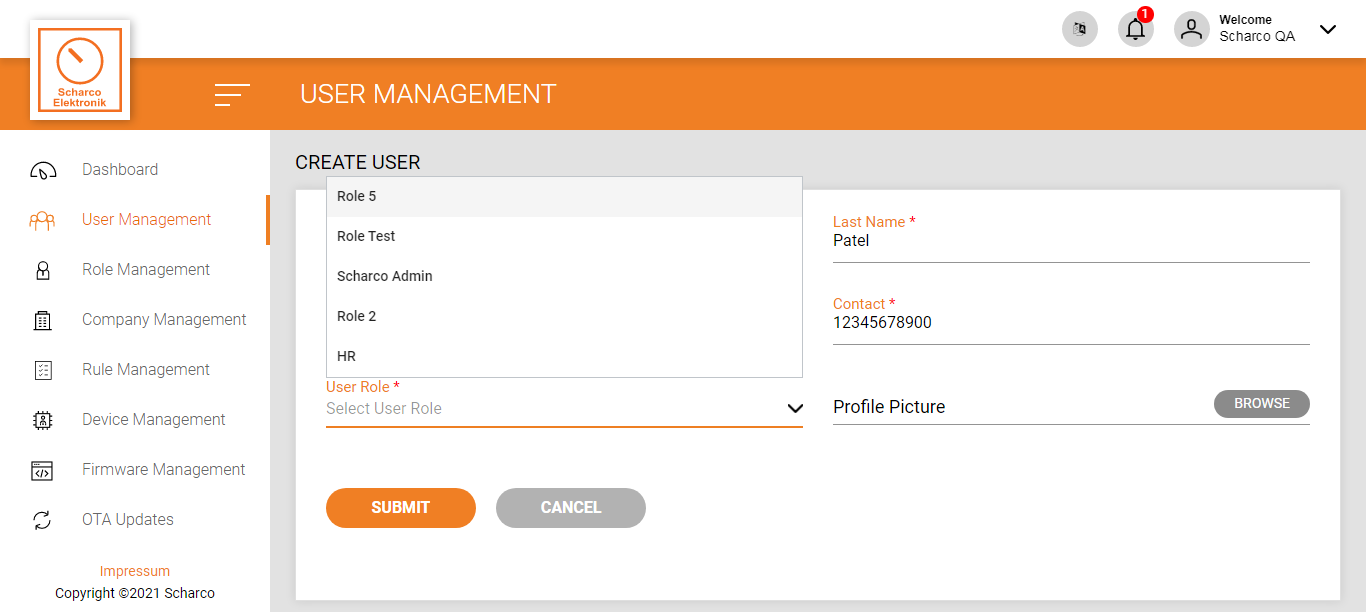 1
Welcome
Scharco QA
Scharco
Elektronik
USER MANAGEMENT
Dashboard
User Management
Role Management
Company Management
Rule Management
Device Management
Firmware Management
OTA Updates
Impressum
Copyright ©2021 Scharco
CREATE USER
Role 5
Role Test
Scharco Admin
Role 2
HR
User Role *
Select User Role
Last Name *
Patel
Contact *
12345678900
Profile Picture
BROWSE
SUBMIT
CANCEL